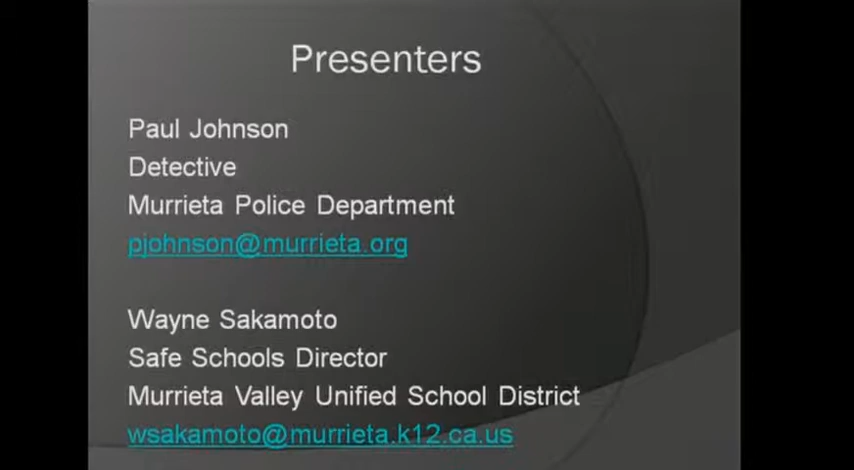 Presenters
Paul Johnson
Detective
Murrieta Police Department
pjohnson@murrieta.org
Wayne Sakamoto
Safe Schools Director
Murrieta Valley Unified School District
wsakamoto@murrieta.k12.ca.us